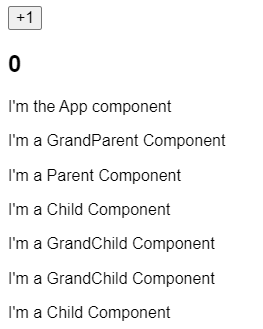 +1
0
I'm the App component
I'm a GrandParent Component
I'm a Parent Component
I'm a Child Component
I'm a GrandChild Component
I'm a GrandChild Component
I'm a Child Component